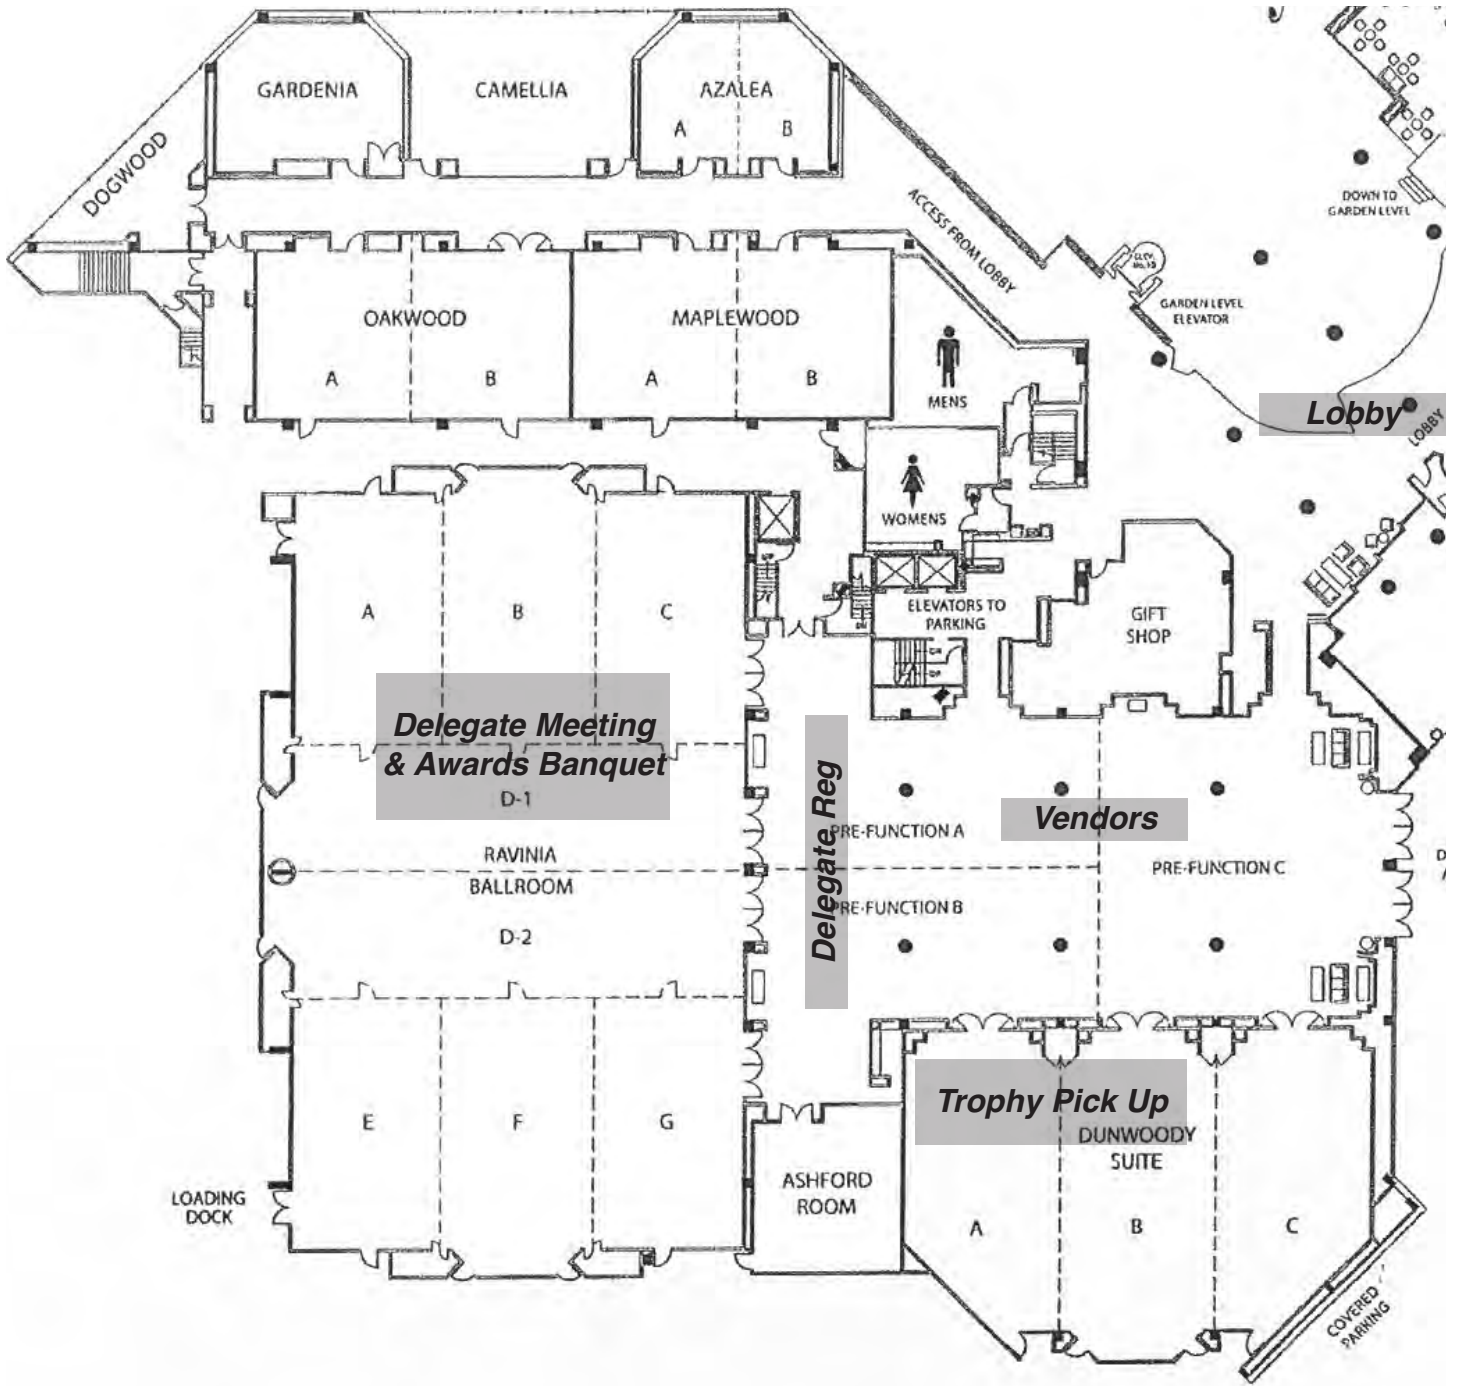 GARDENIA
CAMELLIA
AZALEA
A
B
DOGWOOD
ACCESS FROM LOBBY
DOWN TO
GARDEN LEVEL
ELEV.
GARDEN LEVEL
ELEVATOR
OAKWOOD
MAPLEWOOD
A
B
A
B
MENS
Lobby
LOBBY
WOMENS
A
B
C
ELEVATORS TO
PARKING
GIFT
SHOP
UP
Delegate Meeting
& Awards Banquet
D-1
RAVINIA
BALLROOM
D-2
Delegate Reg
PRE-FUNCTION A
PRE-FUNCTION B
Vendors
PRE-FUNCTION C
E
F
G
Trophy Pick Up
DUNWOODY
SUITE
ASHFORD
ROOM
LOADING
DOCK
A
B
C
COVERED
PARKING